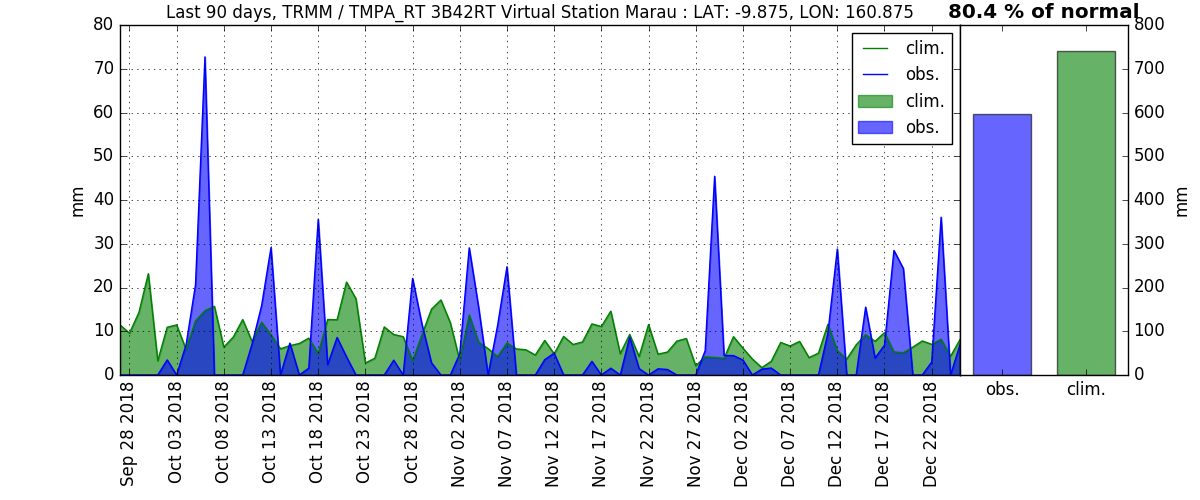 Last 90 days, TRMM / TMPA_RT 3B42RT Virtual Station Marau : LAT: -9.875, LON: 160.875
80.4 % of normal
80
70
60
50
40
30
20
10
0
mm
clim.
obs.
clim.
obs.
800
700
600
500
400
300
200
100
0
mm
Sep 28 2018
Oct 03 2018
Oct 08 2018
Oct 13 2018
Oct 18 2018
Oct 23 2018
Oct 28 2018
Nov 02 2018
Nov 07 2018
Nov 12 2018
Nov 17 2018
Nov 22 2018
Nov 27 2018
Dec 02 2018
Dec 07 2018
Dec 12 2018
Dec 17 2018
Dec 22 2018
obs.
clim.